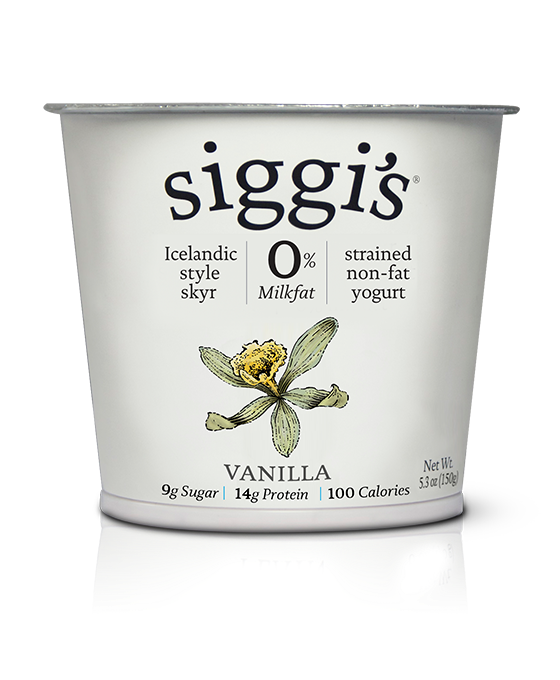 siggi's®
Icelandic
style
skyr
0%
Milkfat
strained
non-fat
yogurt
VANILLA
9g Sugar | 14g Protein | 100 Calories
Net Wt.
5.3 oz (150g)